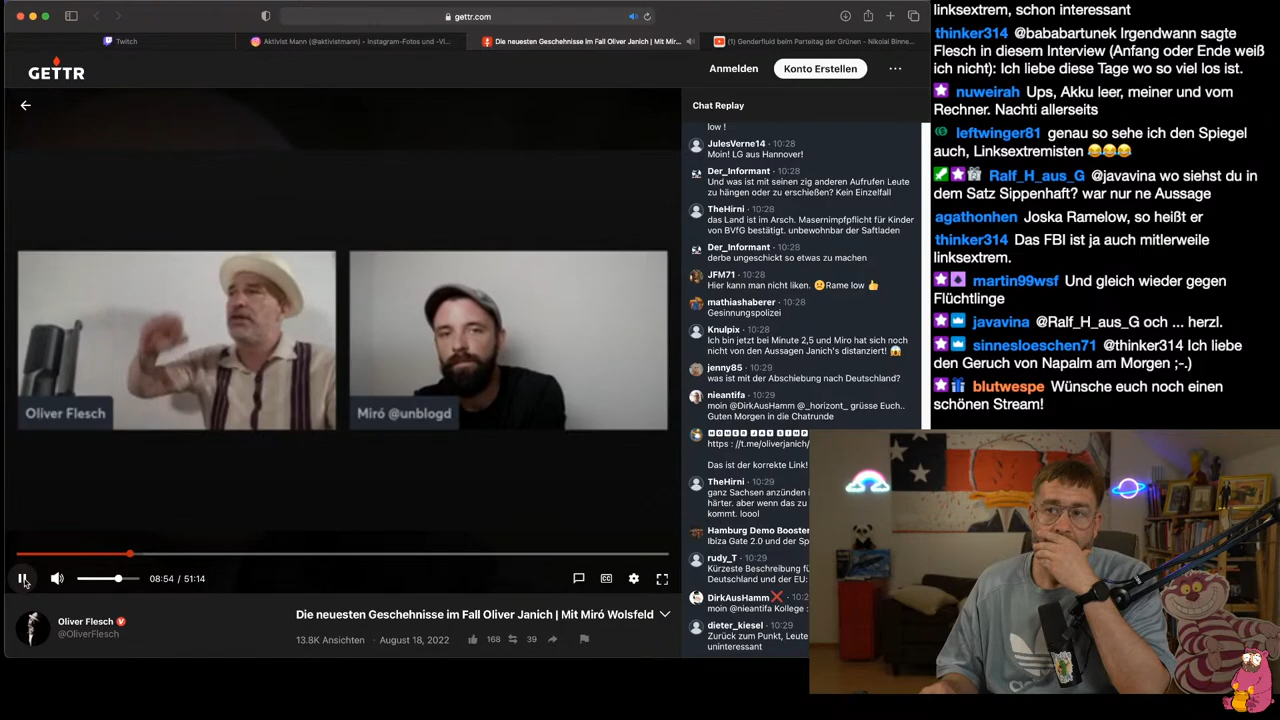 gettr.com
Twitch
Aktivist Mann (@aktivistmann) • Instagram-Fotos und -Vi...
Die neuesten Geschehnisse im Fall Oliver Janich | Mit Mir...
(1) Genderfluid beim Parteitag der Grünen - Nikolai Binne...
GETTR
Anmelden
Konto Erstellen
Oliver Flesch
Miró @unblogd
08:54 / 51:14
Oliver Flesch
@OliverFlesch
Die neuesten Geschehnisse im Fall Oliver Janich | Mit Miró Wolsfeld
13.8K Ansichten • August 18, 2022
168
39
Chat Replay
low !
JulesVerne14 • 10:28
Moin! LG aus Hannover!
Der_Informant • 10:28
Und was ist mit seinen zig anderen Aufrufen Leute
zu hängen oder zu erschießen? Kein Einzelfall
TheHirni • 10:28
das Land ist im Arsch. Masernimpfpflicht für Kinder
von BVfG bestätigt. unbewohnbar der Saftladen
Der_Informant • 10:28
derbe ungeschickt so etwas zu machen
JFM71 • 10:28
Hier kann man nicht liken. 🙁Rame low 👍
mathiashaberer • 10:28
Gesinnungspolizei
Knulpix • 10:28
Ich bin jetzt bei Minute 2,5 und Miro hat sich noch
nicht von den Aussagen Janich's distanziert! 😱
jenny85 • 10:29
was ist mit der Abschiebung nach Deutschland?
nieantifa • 10:29
moin @DirkAusHamm @_horizont_ grüsse Euch..
Guten Morgen in die Chatrunde
https : //t.me/oliverjanich/
Das ist der korrekte Link!
TheHirni • 10:29
ganz Sachsen anzünden i
härter. aber wenn das zu
kommt. loool
Hamburg Demo Booster
Ibiza Gate 2.0 und der Sp
rudy_T • 10:29
Kürzeste Beschreibung fü
Deutschland und die EU:
DirkAusHamm❌ • 10:2
moin @nieantifa Kollege :
dieter_kiesel • 10:29
Zurück zum Punkt, Leute
uninteressant
linksextrem, schon interessant
thinker314 @bababartunek Irgendwann sagte
Flesch in diesem Interview (Anfang oder Ende weiß
ich nicht): Ich liebe diese Tage wo so viel los ist.
nuweirah Ups, Akku leer, meiner und vom
Rechner. Nachti allerseits
leftwinger81 genau so sehe ich den Spiegel
auch, Linksextremisten 😂😂😂
Ralf_H_aus_G @javavina wo siehst du in
dem Satz Sippenhaft? war nur ne Aussage
agathonhen Joska Ramelow, so heißt er
thinker314 Das FBI ist ja auch mitlerweile
linksextrem.
martin99wsf Und gleich wieder gegen
Flüchtlinge
javavina @Ralf_H_aus_G och ... herzl.
sinnesloeschen71 @thinker314 Ich liebe
den Geruch von Napalm am Morgen ;-.)
blutwespe Wünsche euch noch einen
schönen Stream!